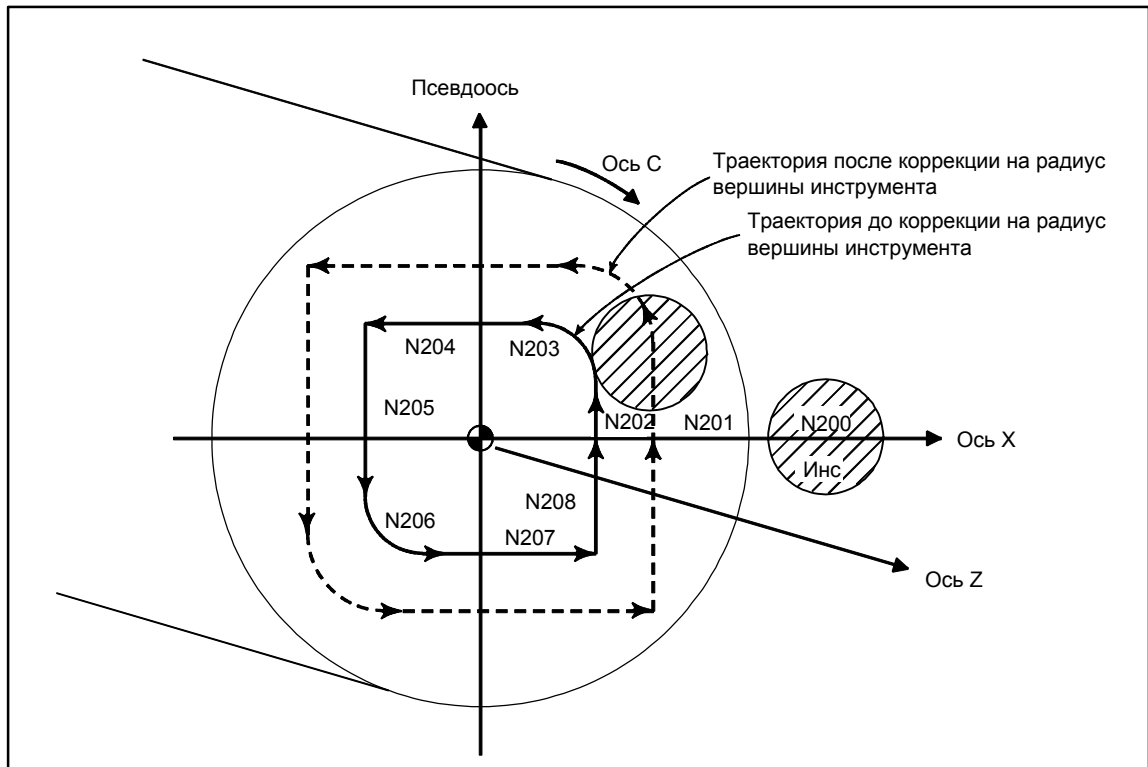 Псевдоось
Ось C
Траектория после коррекции на радиус
вершины инструмента
Траектория до коррекции на радиус
вершины инструмента
N204
N203
N205
N202
N201
N200
Ось X
Инс
N208
N206
N207
Ось Z